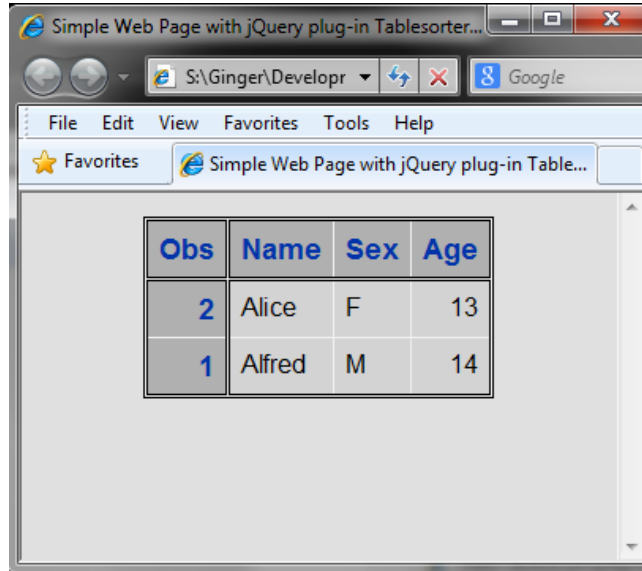 Simple Web Page with jQuery plug-in Tablesorter...
S:\Ginger\Developr
8 Google
File Edit View Favorites Tools Help
Favorites
Simple Web Page with jQuery plug-in Table...
Obs Name Sex Age
2 Alice F 13
1 Alfred M 14